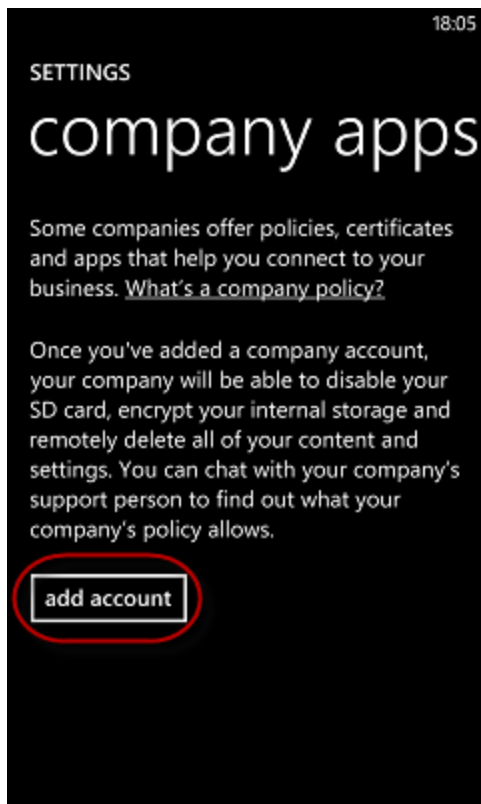 18:05
SETTINGS
company apps
Some companies offer policies, certificates
and apps that help you connect to your
business. What's a company policy?
Once you've added a company account,
your company will be able to disable your
SD card, encrypt your internal storage and
remotely delete all of your content and
settings. You can chat with your company's
support person to find out what your
company's policy allows.
add account